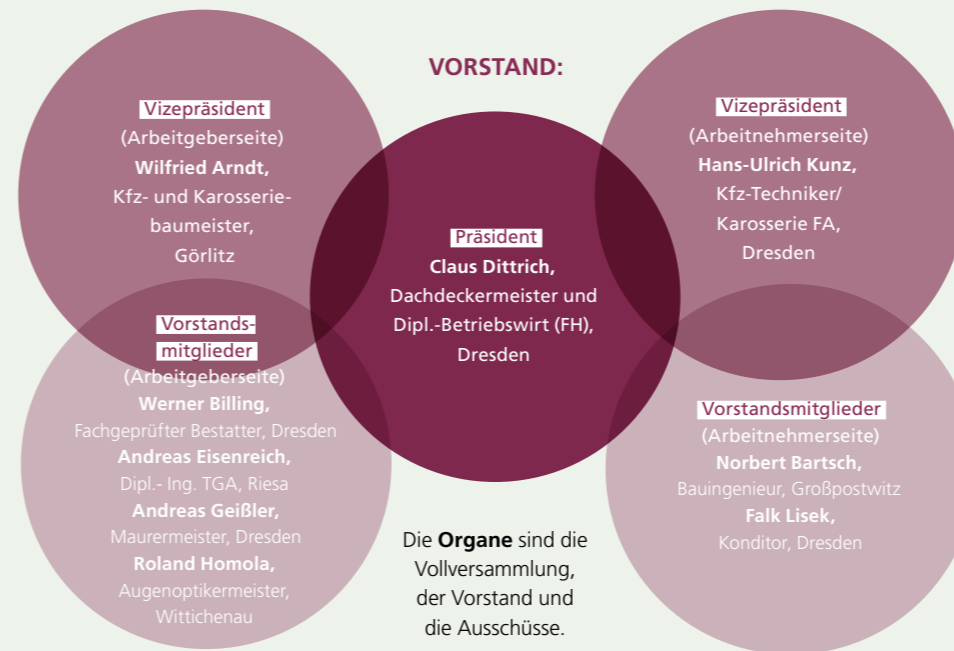 VORSTAND:
Vizepräsident
(Arbeitgeberseite)
Wilfried Arndt,
Kfz- und Karosserie-
baumeister,
Görlitz
Vizepräsident
(Arbeitnehmerseite)
Hans-Ulrich Kunz,
Kfz-Techniker/
Karosserie FA,
Dresden
Präsident
Claus Dittrich,
Dachdeckermeister und
Dipl.-Betriebswirt (FH),
Dresden
Vorstands-
mitglieder
(Arbeitgeberseite)
Werner Billing,
Fachgeprüfter Bestatter, Dresden
Andreas Eisenreich,
Dipl.- Ing. TGA, Riesa
Andreas Geißler,
Maurermeister, Dresden
Roland Homola,
Augenoptikermeister,
Wittichenau
Vorstandsmitglieder
(Arbeitnehmerseite)
Norbert Bartsch,
Bauingenieur, Großpostwitz
Falk Lisek,
Konditor, Dresden
Die Organe sind die
Vollversammlung,
der Vorstand und
die Ausschüsse.